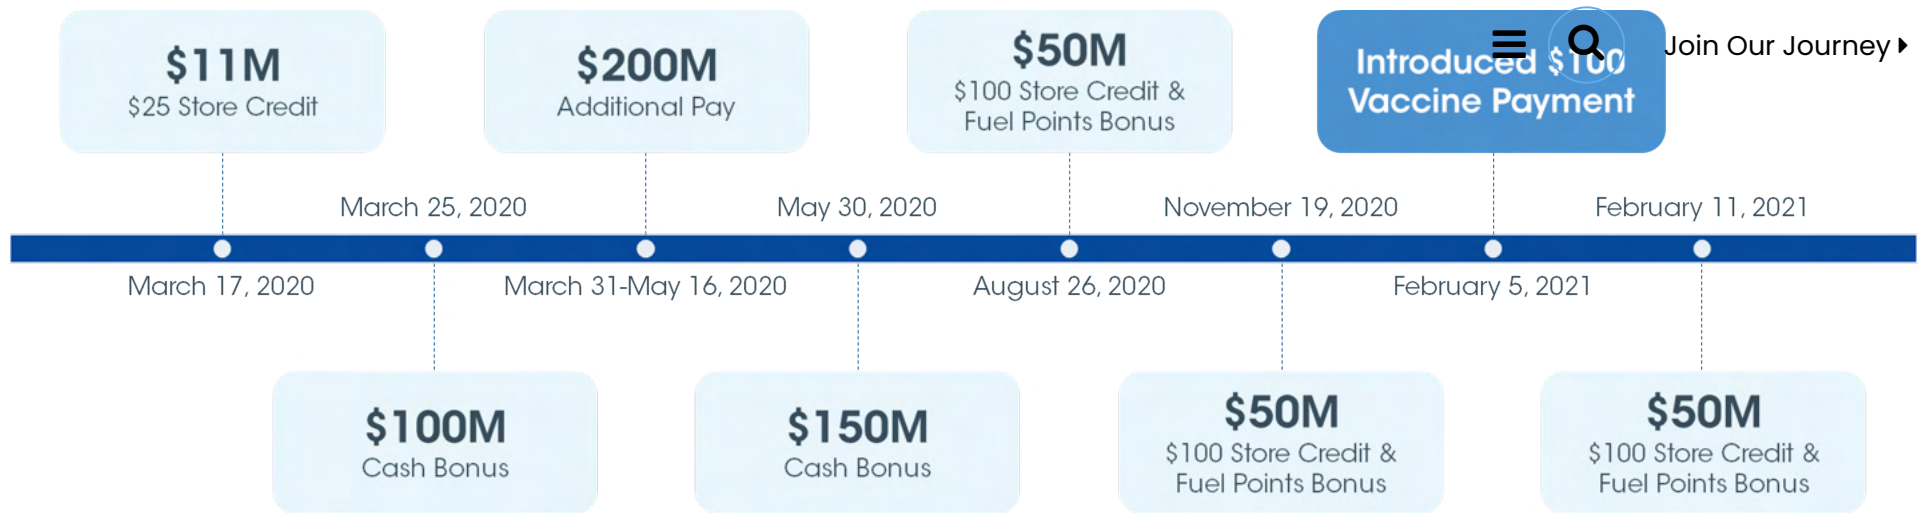 $11M
$25 Store Credit
$200M
Additional Pay
$50M
$100 Store Credit &
Fuel Points Bonus
Introduced $100
Vaccine Payment
Join Our Journey
March 25, 2020
May 30, 2020
November 19, 2020
February 11, 2021
March 17, 2020
March 31-May 16, 2020
August 26, 2020
February 5, 2021
$100M
Cash Bonus
$150M
Cash Bonus
$50M
$100 Store Credit &
Fuel Points Bonus
$50M
$100 Store Credit &
Fuel Points Bonus